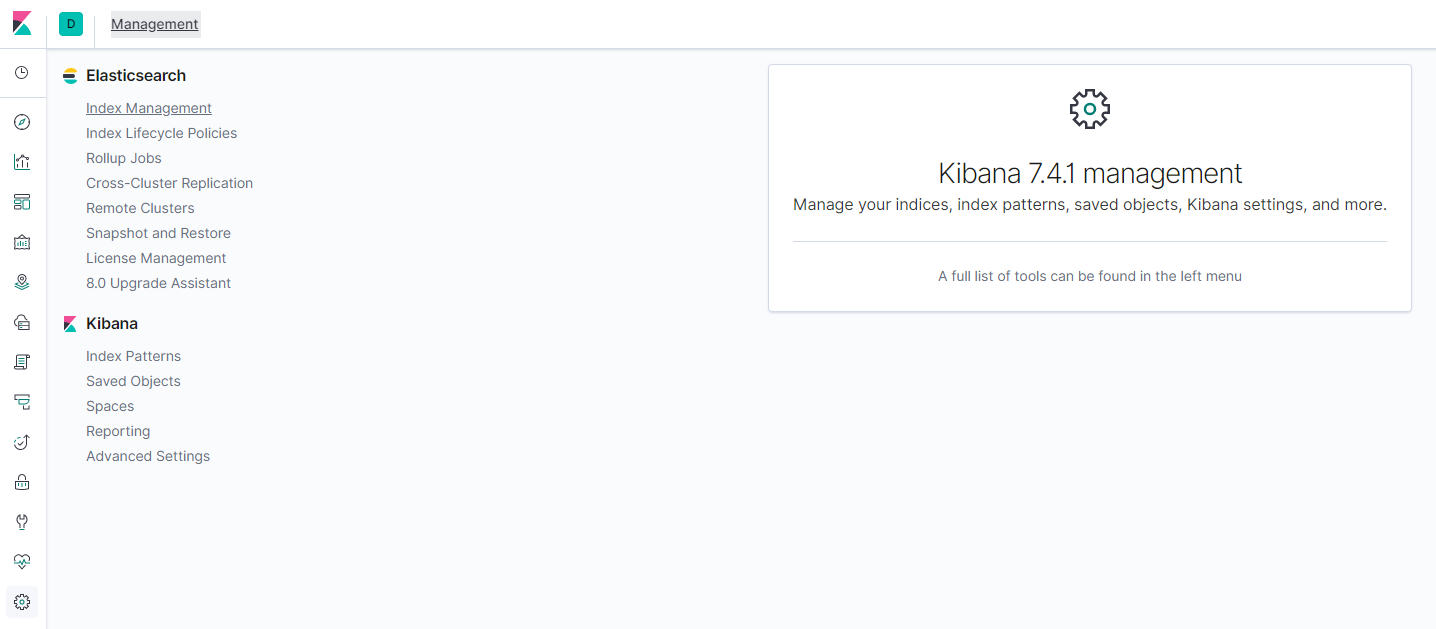 D
Management
Elasticsearch
Index Management
Index Lifecycle Policies
Rollup Jobs
Cross-Cluster Replication
Remote Clusters
Snapshot and Restore
License Management
8.0 Upgrade Assistant
Kibana
Index Patterns
Saved Objects
Spaces
Reporting
Advanced Settings
Kibana 7.4.1 management
Manage your indices, index patterns, saved objects, Kibana settings, and more.
A full list of tools can be found in the left menu